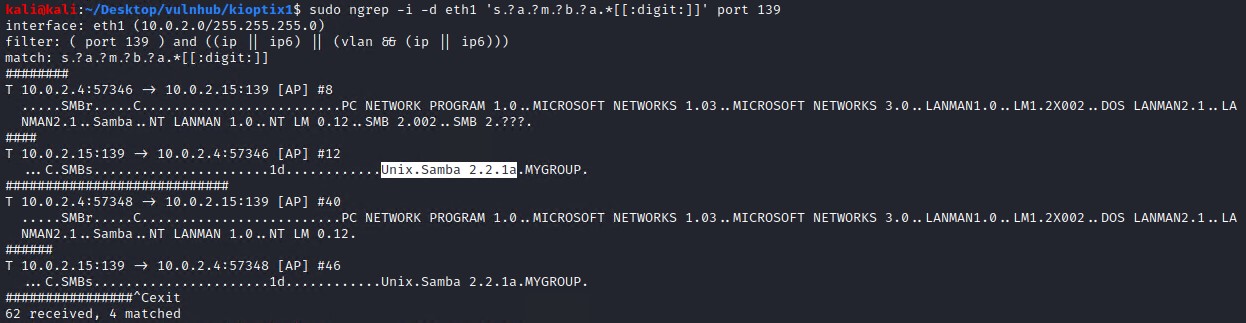 kali@kali:~/Desktop/vulnhub/kioptix1$ sudo ngrep -i -d eth1 's.?a.?m.?b.?a.*[[:digit:]]' port 139
interface: eth1 (10.0.2.0/255.255.255.0)
filter: ( port 139 ) and ((ip || ip6) || (vlan && (ip || ip6)))
match: s.?a.?m.?b.?a.*[[:digit:]]
########
T 10.0.2.4:57346 -> 10.0.2.15:139 [AP] #8
.....SMBr.....C.........................PC NETWORK PROGRAM 1.0..MICROSOFT NETWORKS 1.03..MICROSOFT NETWORKS 3.0..LANMAN1.0..LM1.2X002..DOS LANMAN2.1..LA
NMAN2.1..Samba..NT LANMAN 1.0..NT LM 0.12..SMB 2.002..SMB 2.???.
####
T 10.0.2.15:139 -> 10.0.2.4:57346 [AP] #12
...C.SMBs......................1d............Unix.Samba 2.2.1a.MYGROUP.
############################
T 10.0.2.4:57348 -> 10.0.2.15:139 [AP] #40
.....SMBr.....C.........................PC NETWORK PROGRAM 1.0..MICROSOFT NETWORKS 1.03..MICROSOFT NETWORKS 3.0..LANMAN1.0..LM1.2X002..DOS LANMAN2.1..LA
NMAN2.1..Samba..NT LANMAN 1.0..NT LM 0.12.
######
T 10.0.2.15:139 -> 10.0.2.4:57348 [AP] #46
...C.SMBs......................1d............Unix.Samba 2.2.1a.MYGROUP.
################^Cexit
62 received, 4 matched